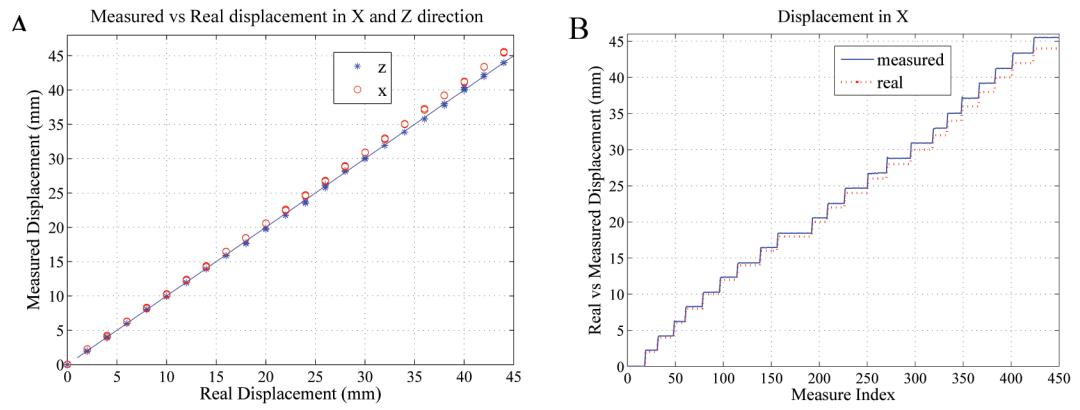 A
Measured vs Real displacement in X and Z direction
Measured Displacement (mm)
45
40
35
30
25
20
15
10
5
0
z
x
0 5 10 15 20 25 30 35 40 45
Real Displacement (mm)
B
Displacement in X
Real vs Measured Displacement (mm)
45
40
35
30
25
20
15
10
5
0
measured
real
0 50 100 150 200 250 300 350 400 450
Measure Index